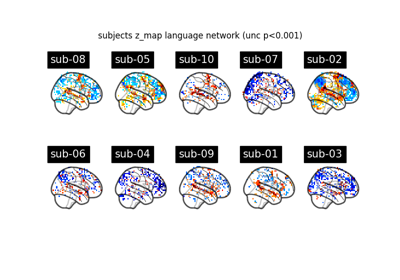 subjects z_map language network (unc p<0.001)
sub-08 sub-05 sub-10 sub-07 sub-02
sub-06 sub-04 sub-09 sub-01 sub-03